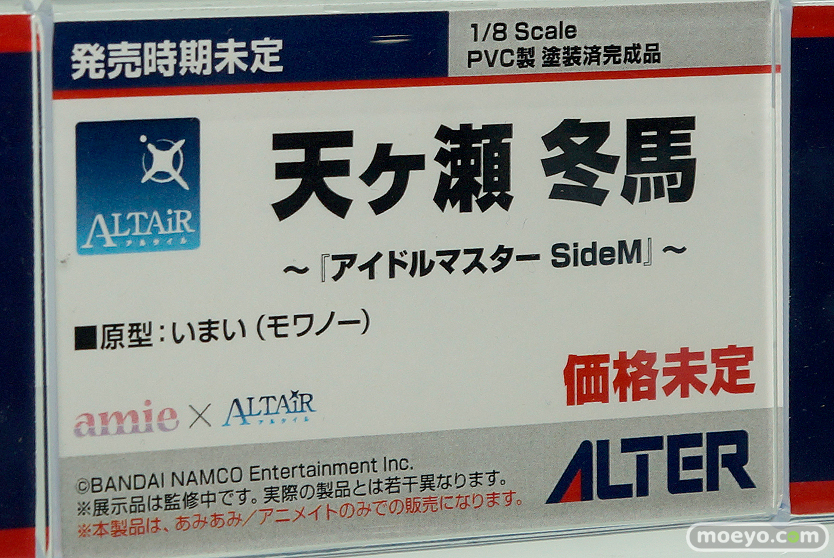 発売時期未定
1/8 Scale
PVC製 塗装済完成品
ALTAiR
アルタイル
天ヶ瀬 冬馬
～『アイドルマスター SideM』～
■原型：いまい（モワノー）
価格未定
amie × ALTAiR
アルタイル
©BANDAI NAMCO Entertainment Inc.
※展示品は監修中です。実際の製品とは若干異なります。
※本製品は、あみあみ／アニメイトのみでの販売になります。
ALTER
moeyo.com